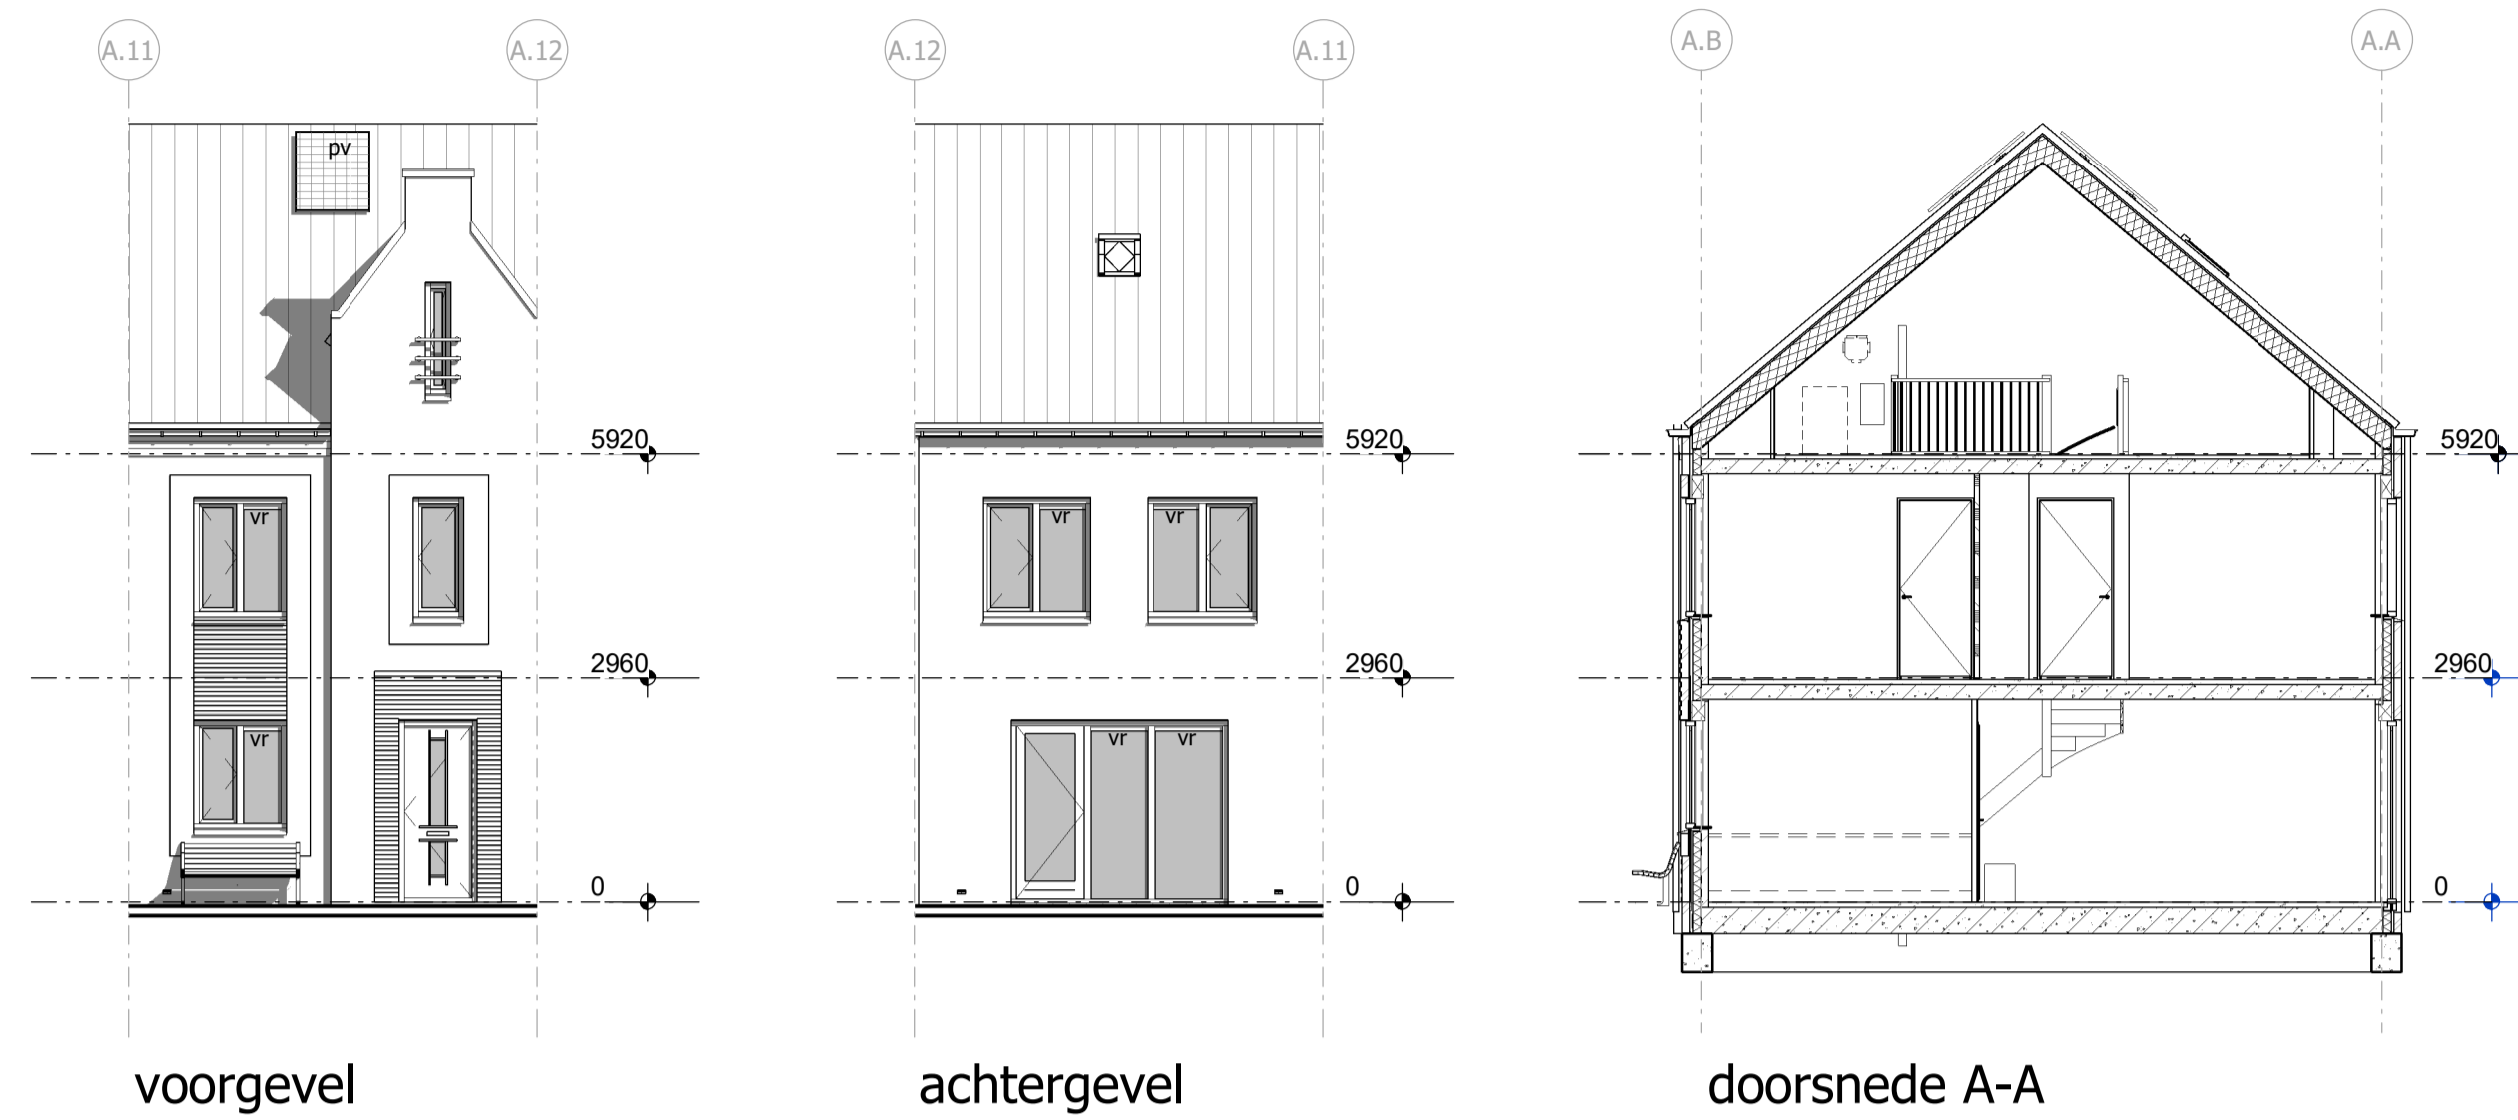 A.11
A.12
A.12
A.11
A.B
A.A
pv
5920
5920
5920
vr
vr
vr
2960
2960
2960
vr
vr
vr
0
0
0
voorgevel
achtergevel
doorsnede A-A